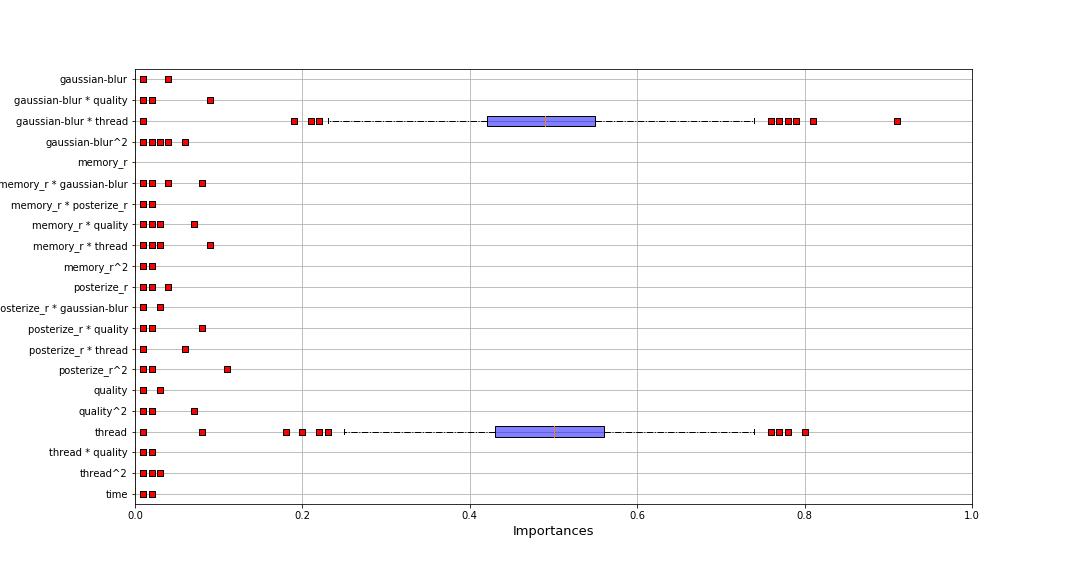 gaussian-blur
gaussian-blur * quality
gaussian-blur * thread
gaussian-blur^2
memory_r
memory_r * gaussian-blur
memory_r * posterize_r
memory_r * quality
memory_r * thread
memory_r^2
posterize_r
osterize_r * gaussian-blur
posterize_r * quality
posterize_r * thread
posterize_r^2
quality
quality^2
thread
thread * quality
thread^2
time
0.0 0.2 0.4 0.6 0.8 1.0
Importances